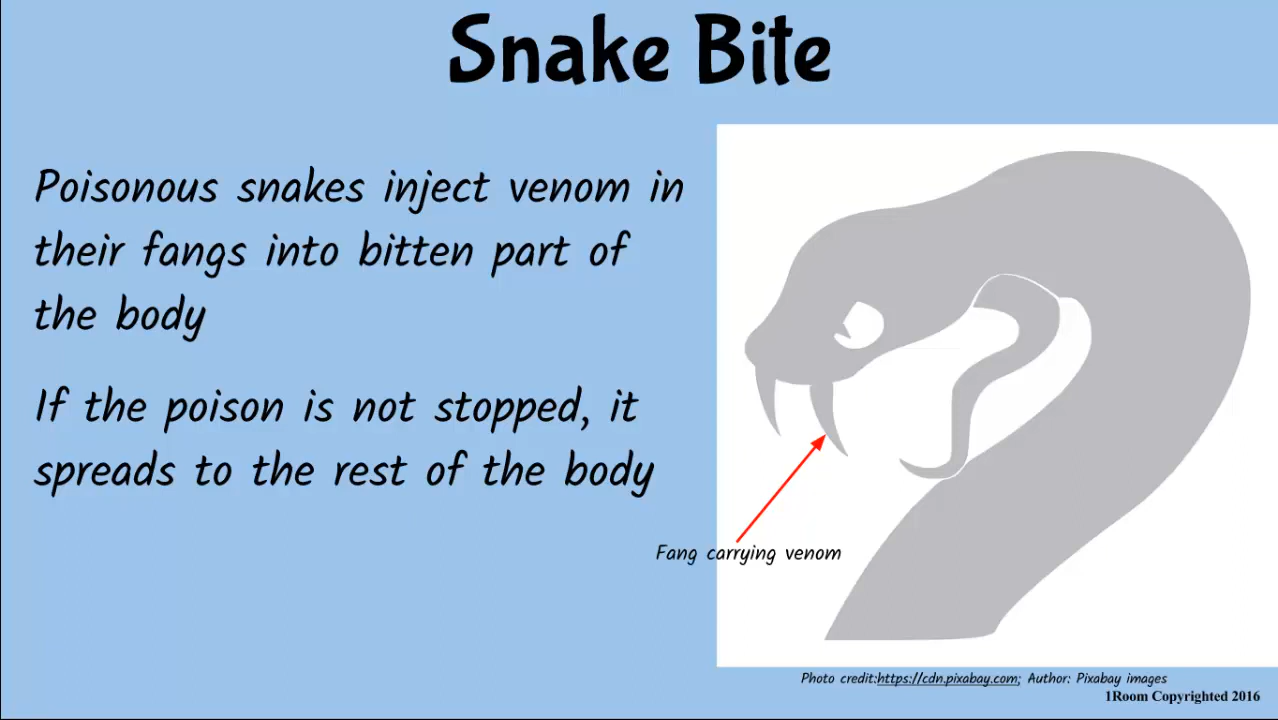 Snake Bite
Poisonous snakes inject venom in
their fangs into bitten part of
the body
If the poison is not stopped, it
spreads to the rest of the body
Fang carrying venom
Photo credit:https://cdn.pixabay.com; Author: Pixabay images
1Room Copyrighted 2016